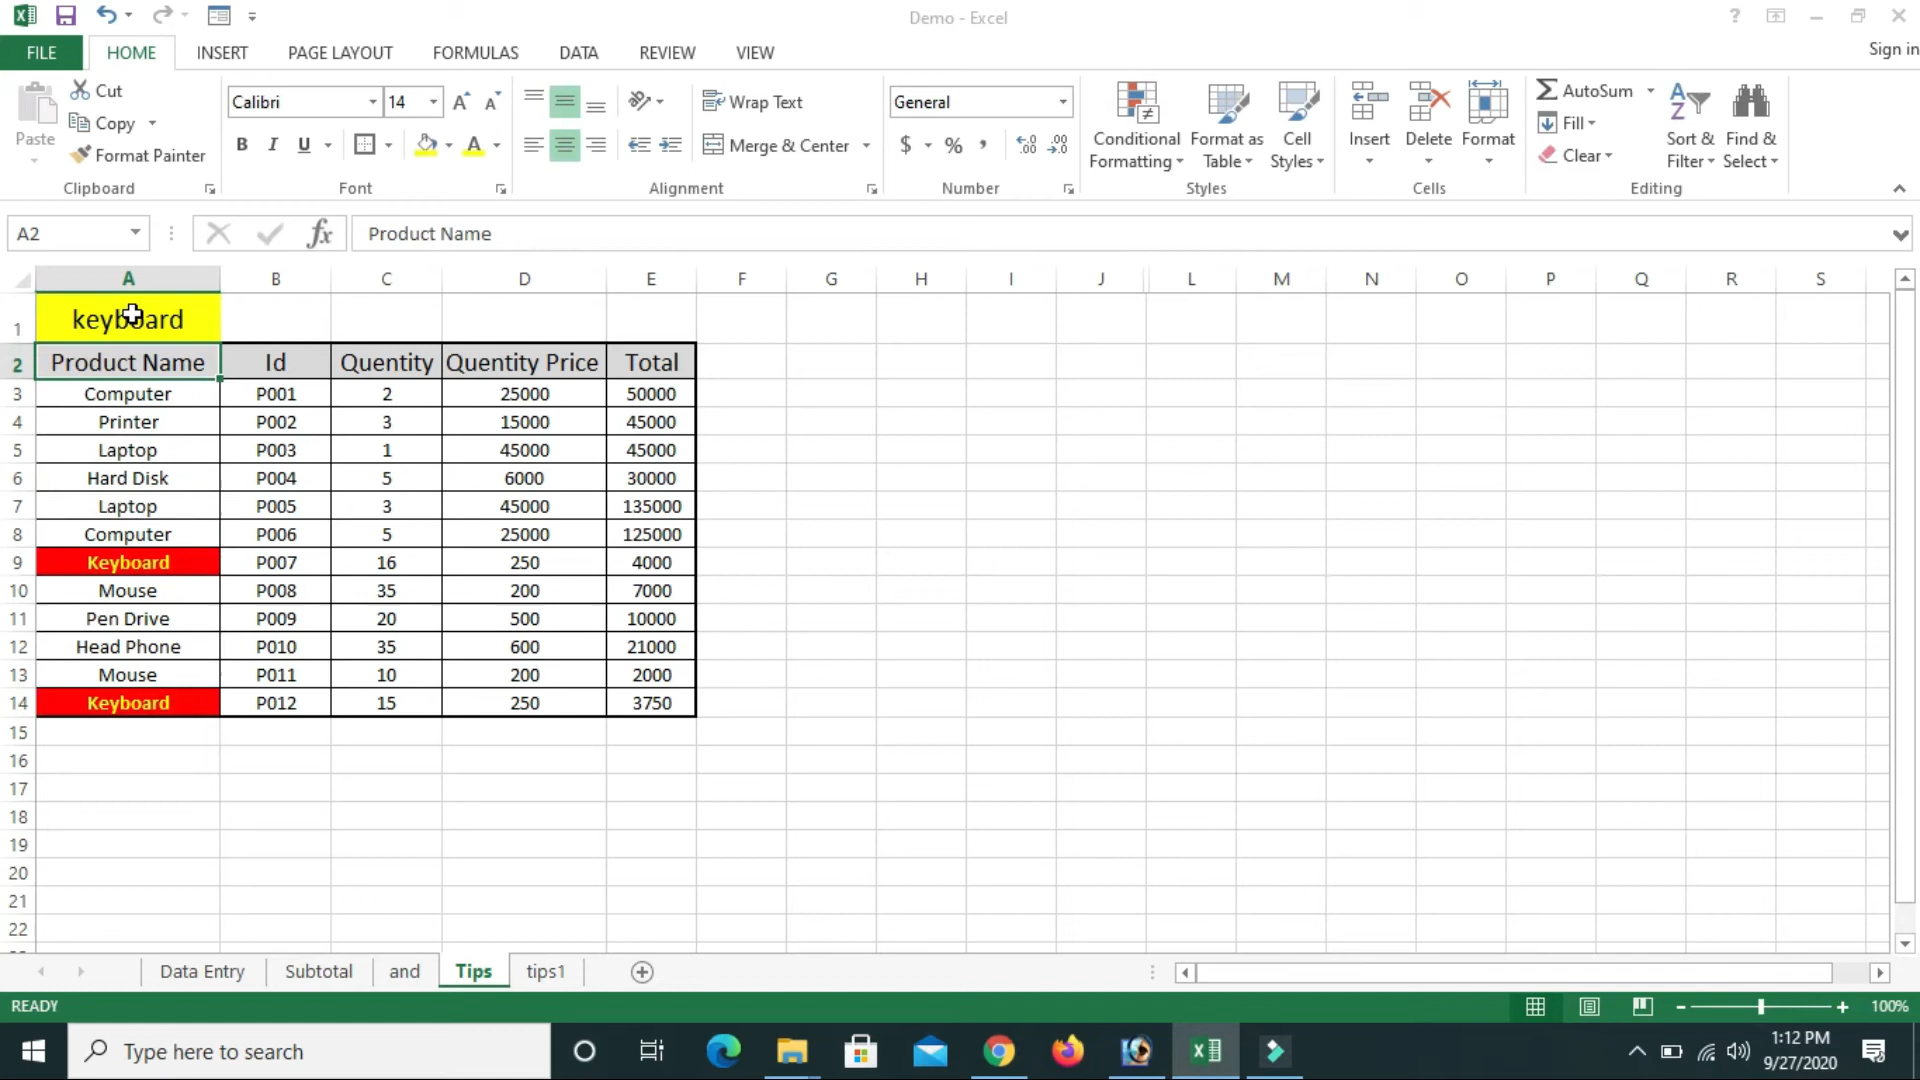 Demo - Excel
?
FILE HOME INSERT PAGE LAYOUT FORMULAS DATA REVIEW VIEW Sign in
Paste Cut Copy Format Painter Clipboard
Calibri 14 A A B I U A Font
Wrap Text Merge & Center Alignment
General $ % , .0 .00 .00 .0 Number
Conditional Formatting Format as Table Cell Styles Styles
Insert Delete Format Cells
AutoSum Fill Clear Sort & Filter Find & Select Editing
A2 fx Product Name
A B C D E F G H I J L M N O P Q R S
1 keyboard
2 Product Name Id Quentity Quentity Price Total
3 Computer P001 2 25000 50000
4 Printer P002 3 15000 45000
5 Laptop P003 1 45000 45000
6 Hard Disk P004 5 6000 30000
7 Laptop P005 3 45000 135000
8 Computer P006 5 25000 125000
9 Keyboard P007 16 250 4000
10 Mouse P008 35 200 7000
11 Pen Drive P009 20 500 10000
12 Head Phone P010 35 600 21000
13 Mouse P011 10 200 2000
14 Keyboard P012 15 250 3750
15
16
17
18
19
20
21
22
Data Entry Subtotal and Tips tips1
READY 100%
Type here to search 1:12 PM
9/27/2020